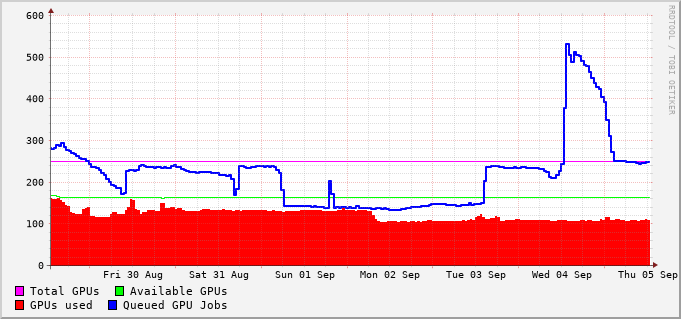 600
500
400
300
200
100
0
Fri 30 Aug Sat 31 Aug Sun 01 Sep Mon 02 Sep Tue 03 Sep Wed 04 Sep Thu 05 Sep
Total GPUs Available GPUs
GPUs used Queued GPU Jobs
RRDTOOL / TOBI OETIKER